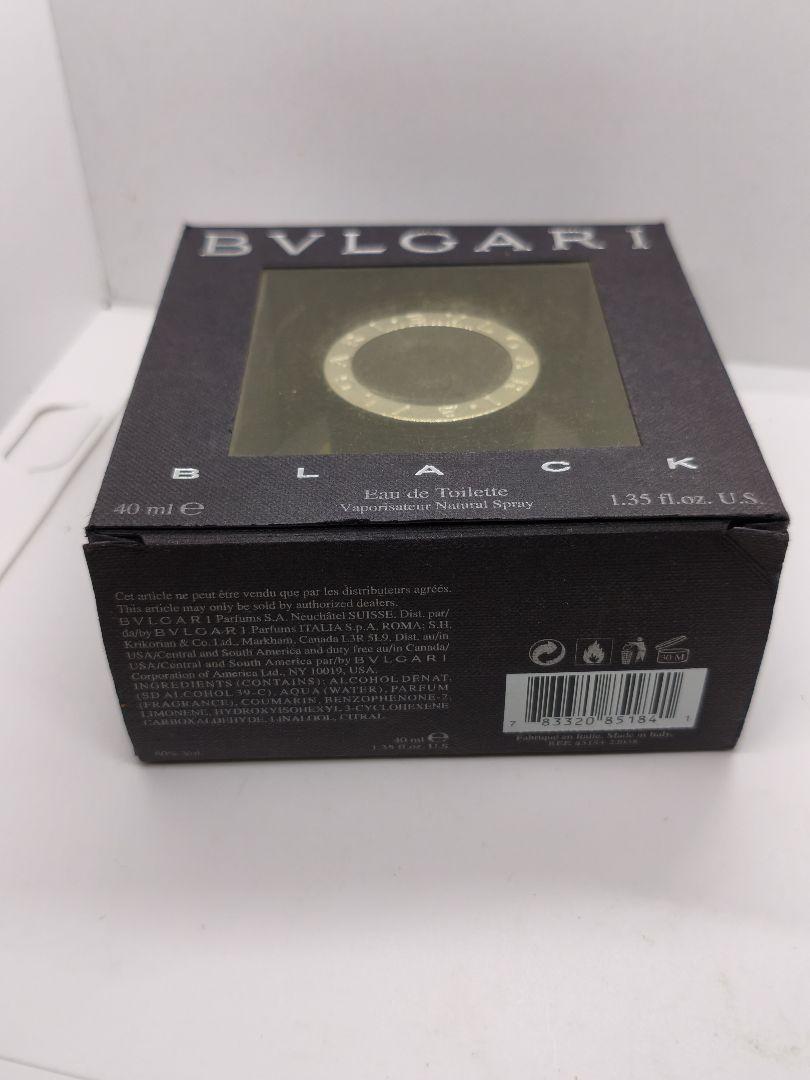 BVLGARI
BVLGARI BVLGARI
B L A C K
40 ml e
Eau de Toilette
Vaporisateur Natural Spray
1.35 fl.oz. U.S.
Cet article ne peut être vendu que par les distributeurs agréés.
This article may only be sold by authorized dealers.
BVLGARI Parfums S.A. Neuchâtel SUISSE. Dist. par/
da/by BVLGARI Parfums ITALIA S.p.A. ROMA; S.H.
Krikorian & Co. Ltd., Markham, Canada L3R 5L9. Dist. au/in
USA/Central and South America and duty free au/in Canada/
USA/Central and South America par/by BVLGARI
Corporation of America Ltd., NY 10019, USA.
INGREDIENTS (CONTAINS): ALCOHOL DENAT.
(SD ALCOHOL 39-C), AQUA (WATER), PARFUM
(FRAGRANCE), COUMARIN, BENZOPHENONE-2,
LIMONENE, HYDROXYISOHEXYL 3-CYCLOHEXENE
CARBOXALDEHYDE, LINALOOL, CITRAL.
40 ml e
1.35 fl.oz. U.S.
30 M
7 83320 85184 1
Fabriqué en Italie. Made in Italy.
REF.